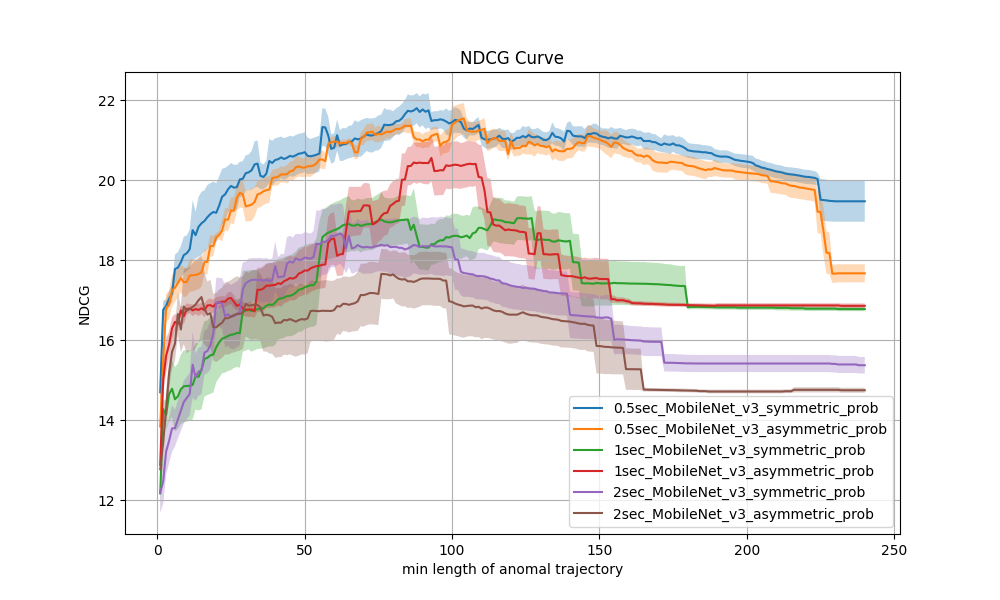 NDCG Curve
NDCG
22
20
18
16
14
12
0 50 100 150 200 250
min length of anomal trajectory
0.5sec_MobileNet_v3_symmetric_prob
0.5sec_MobileNet_v3_asymmetric_prob
1sec_MobileNet_v3_symmetric_prob
1sec_MobileNet_v3_asymmetric_prob
2sec_MobileNet_v3_symmetric_prob
2sec_MobileNet_v3_asymmetric_prob